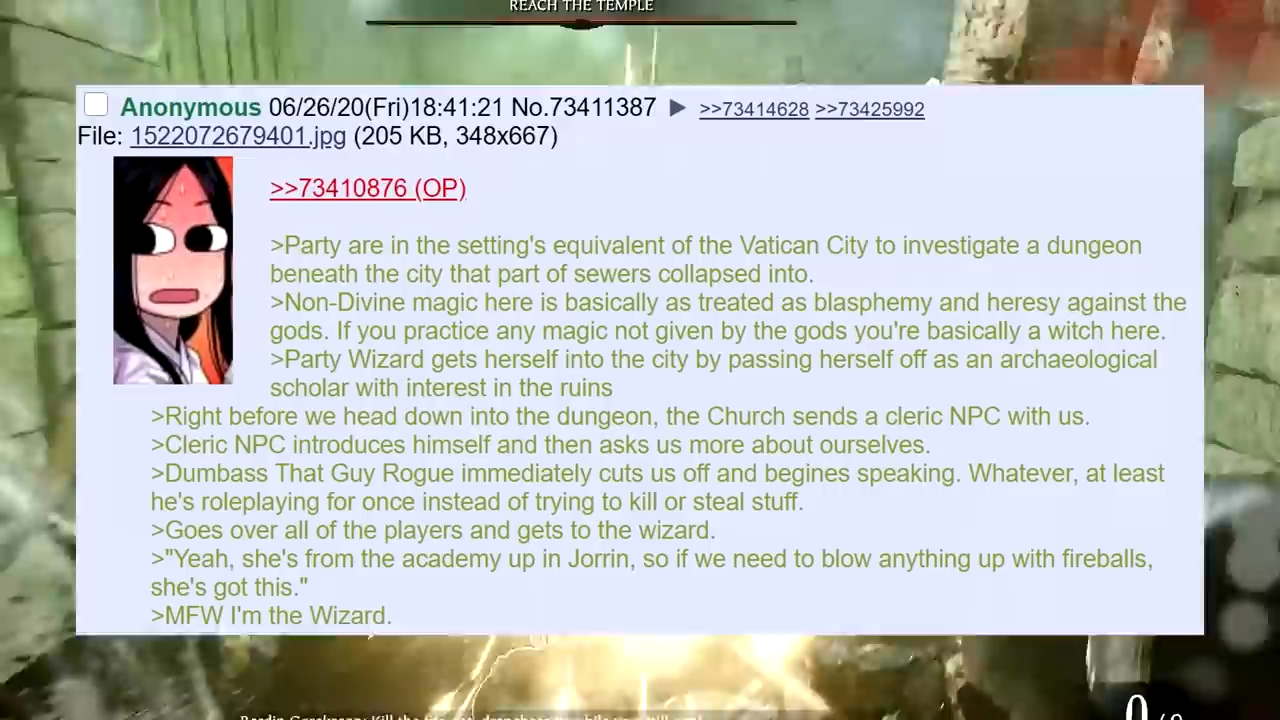 REACH THE TEMPLE
Anonymous 06/26/20(Fri)18:41:21 No.73411387 ▶ >>73414628 >>73425992
File: 1522072679401.jpg (205 KB, 348x667)
>>73410876 (OP)
>Party are in the setting's equivalent of the Vatican City to investigate a dungeon
beneath the city that part of sewers collapsed into.
>Non-Divine magic here is basically as treated as blasphemy and heresy against the
gods. If you practice any magic not given by the gods you're basically a witch here.
>Party Wizard gets herself into the city by passing herself off as an archaeological
scholar with interest in the ruins
>Right before we head down into the dungeon, the Church sends a cleric NPC with us.
>Cleric NPC introduces himself and then asks us more about ourselves.
>Dumbass That Guy Rogue immediately cuts us off and begines speaking. Whatever, at least
he's roleplaying for once instead of trying to kill or steal stuff.
>Goes over all of the players and gets to the wizard.
>"Yeah, she's from the academy up in Jorrin, so if we need to blow anything up with fireballs,
she's got this."
>MFW I'm the Wizard.